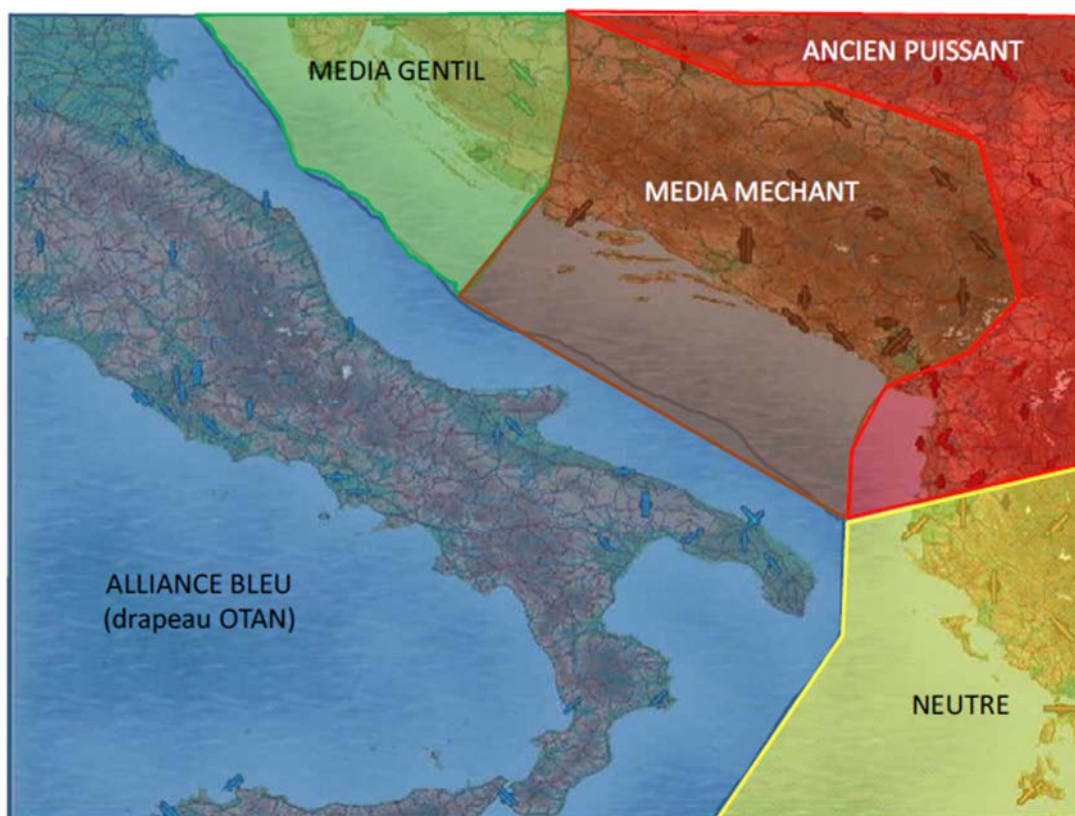 ANCIEN PUISSANT
MEDIA GENTIL
MEDIA MECHANT
ALLIANCE BLEU
(drapeau OTAN)
NEUTRE